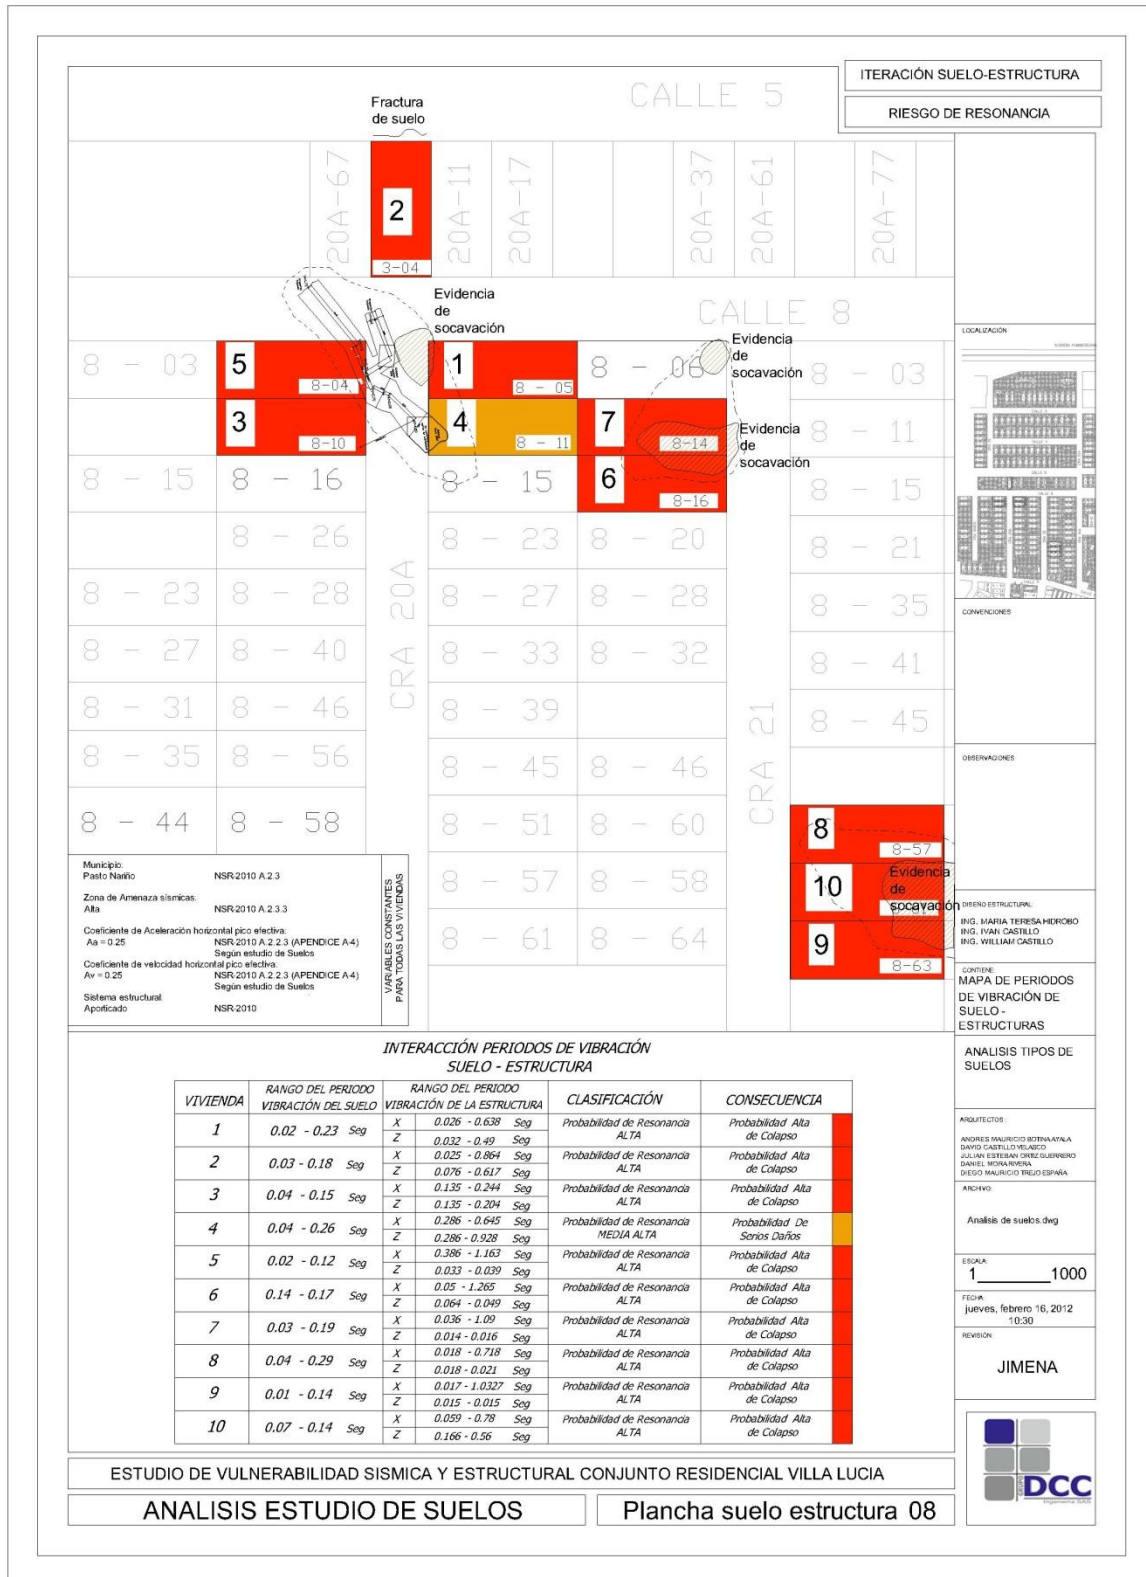 ITERACIÓN SUELO-ESTRUCTURA
RIESGO DE RESONANCIA
CALLE 5
Fractura
de suelo
20A-67
2
3-04
20A-11
20A-17
20A-37
20A-61
20A-77
CALLE 8
Evidencia
de
socavación
Evidencia
de
socavación
Evidencia
de
socavación
8 - 03
5
8-04
1
8 - 05
8 - 06
8 - 03
3
8-10
4
8 - 11
7
8-14
8 - 11
8 - 15
8 - 16
8 - 15
6
8-16
8 - 15
8 - 26
8 - 23
8 - 20
8 - 21
8 - 23
8 - 28
8 - 27
8 - 28
8 - 35
8 - 27
8 - 40
8 - 33
8 - 32
8 - 41
8 - 31
8 - 46
8 - 39
8 - 45
8 - 35
8 - 56
8 - 45
8 - 46
8 - 44
8 - 58
8 - 51
8 - 60
8 - 57
8 - 58
8 - 61
8 - 64
CRA 20A
CRA 21
8
8-57
10
Evidencia
de
socavación
9
8-63
Municipio:
Pasto Nariño NSR-2010 A.2.3
Zona de Amenaza sísmicas:
Alta NSR-2010 A.2.3.3
Coeficiente de Aceleración horizontal pico efectiva:
Aa = 0.25 NSR-2010 A.2.2.3 (APENDICE A-4)
Según estudio de Suelos
Coeficiente de velocidad horizontal pico efectiva:
Av = 0.25 NSR-2010 A.2.2.3 (APENDICE A-4)
Según estudio de Suelos
Sistema estructural:
Aporticado NSR-2010
VARIABLES CONSTANTES
PARA TODAS LAS VIVIENDAS
INTERACCIÓN PERIODOS DE VIBRACIÓN
SUELO - ESTRUCTURA
VIVIENDA RANGO DEL PERIODO VIBRACIÓN DEL SUELO RANGO DEL PERIODO VIBRACIÓN DE LA ESTRUCTURA CLASIFICACIÓN CONSECUENCIA
1 0.02 - 0.23 Seg X 0.026 - 0.638 Seg Probabilidad de Resonancia ALTA Probabilidad Alta de Colapso
Z 0.032 - 0.49 Seg
2 0.03 - 0.18 Seg X 0.025 - 0.864 Seg Probabilidad de Resonancia ALTA Probabilidad Alta de Colapso
Z 0.076 - 0.617 Seg
3 0.04 - 0.15 Seg X 0.135 - 0.244 Seg Probabilidad de Resonancia ALTA Probabilidad Alta de Colapso
Z 0.135 - 0.204 Seg
4 0.04 - 0.26 Seg X 0.286 - 0.645 Seg Probabilidad de Resonancia MEDIA ALTA Probabilidad De Serios Daños
Z 0.286 - 0.928 Seg
5 0.02 - 0.12 Seg X 0.386 - 1.163 Seg Probabilidad de Resonancia ALTA Probabilidad Alta de Colapso
Z 0.033 - 0.039 Seg
6 0.14 - 0.17 Seg X 0.05 - 1.265 Seg Probabilidad de Resonancia ALTA Probabilidad Alta de Colapso
Z 0.064 - 0.049 Seg
7 0.03 - 0.19 Seg X 0.036 - 1.09 Seg Probabilidad de Resonancia ALTA Probabilidad Alta de Colapso
Z 0.014 - 0.016 Seg
8 0.04 - 0.29 Seg X 0.018 - 0.718 Seg Probabilidad de Resonancia ALTA Probabilidad Alta de Colapso
Z 0.018 - 0.021 Seg
9 0.01 - 0.14 Seg X 0.017 - 1.0327 Seg Probabilidad de Resonancia ALTA Probabilidad Alta de Colapso
Z 0.015 - 0.015 Seg
10 0.07 - 0.14 Seg X 0.059 - 0.78 Seg Probabilidad de Resonancia ALTA Probabilidad Alta de Colapso
Z 0.166 - 0.56 Seg
LOCALIZACIÓN
CONVENCIONES
OBSERVACIONES
DISEÑO ESTRUCTURAL:
ING. MARIA TERESA HIDROBO
ING. IVAN CASTILLO
ING. WILLIAM CASTILLO
CONTIENE:
MAPA DE PERIODOS
DE VIBRACIÓN DE
SUELO -
ESTRUCTURAS
ANALISIS TIPOS DE
SUELOS
ARQUITECTOS:
ANDRES MAURICIO BOTINA AYALA
DAVID CASTILLO VELASCO
JULIAN ESTEBAN ORTIZ GUERRERO
DANIEL MORA RIVERA
DIEGO MAURICIO TREJO ESPAÑA
ARCHIVO:
Analisis de suelos.dwg
ESCALA:
1______1000
FECHA:
jueves, febrero 16, 2012
10:30
REVISIÓN:
JIMENA
ESTUDIO DE VULNERABILIDAD SISMICA Y ESTRUCTURAL CONJUNTO RESIDENCIAL VILLA LUCIA
ANALISIS ESTUDIO DE SUELOS
Plancha suelo estructura 08
GRUPO
DCC
Ingeniería SAS